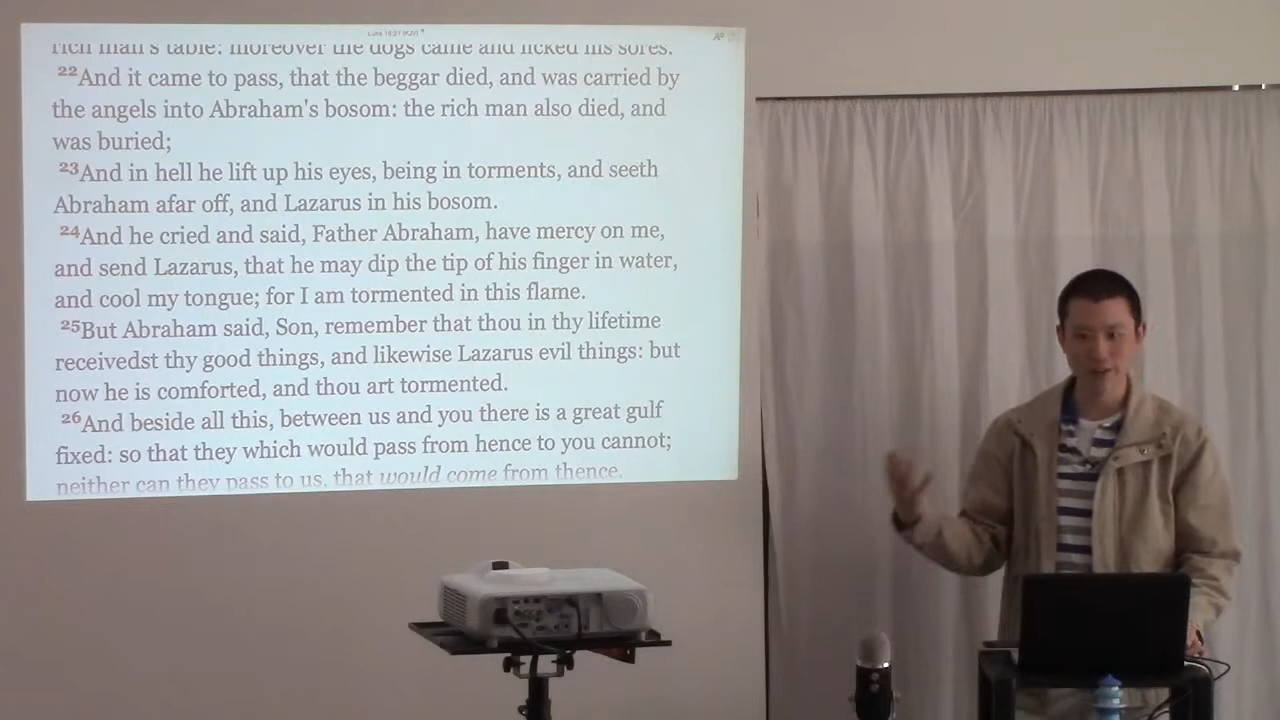 Luke 16:21 (KJV)
rich man's table: moreover the dogs came and licked his sores.
22And it came to pass, that the beggar died, and was carried by
the angels into Abraham's bosom: the rich man also died, and
was buried;
23And in hell he lift up his eyes, being in torments, and seeth
Abraham afar off, and Lazarus in his bosom.
24And he cried and said, Father Abraham, have mercy on me,
and send Lazarus, that he may dip the tip of his finger in water,
and cool my tongue; for I am tormented in this flame.
25But Abraham said, Son, remember that thou in thy lifetime
receivedst thy good things, and likewise Lazarus evil things: but
now he is comforted, and thou art tormented.
26And beside all this, between us and you there is a great gulf
fixed: so that they which would pass from hence to you cannot;
neither can they pass to us, that would come from thence.